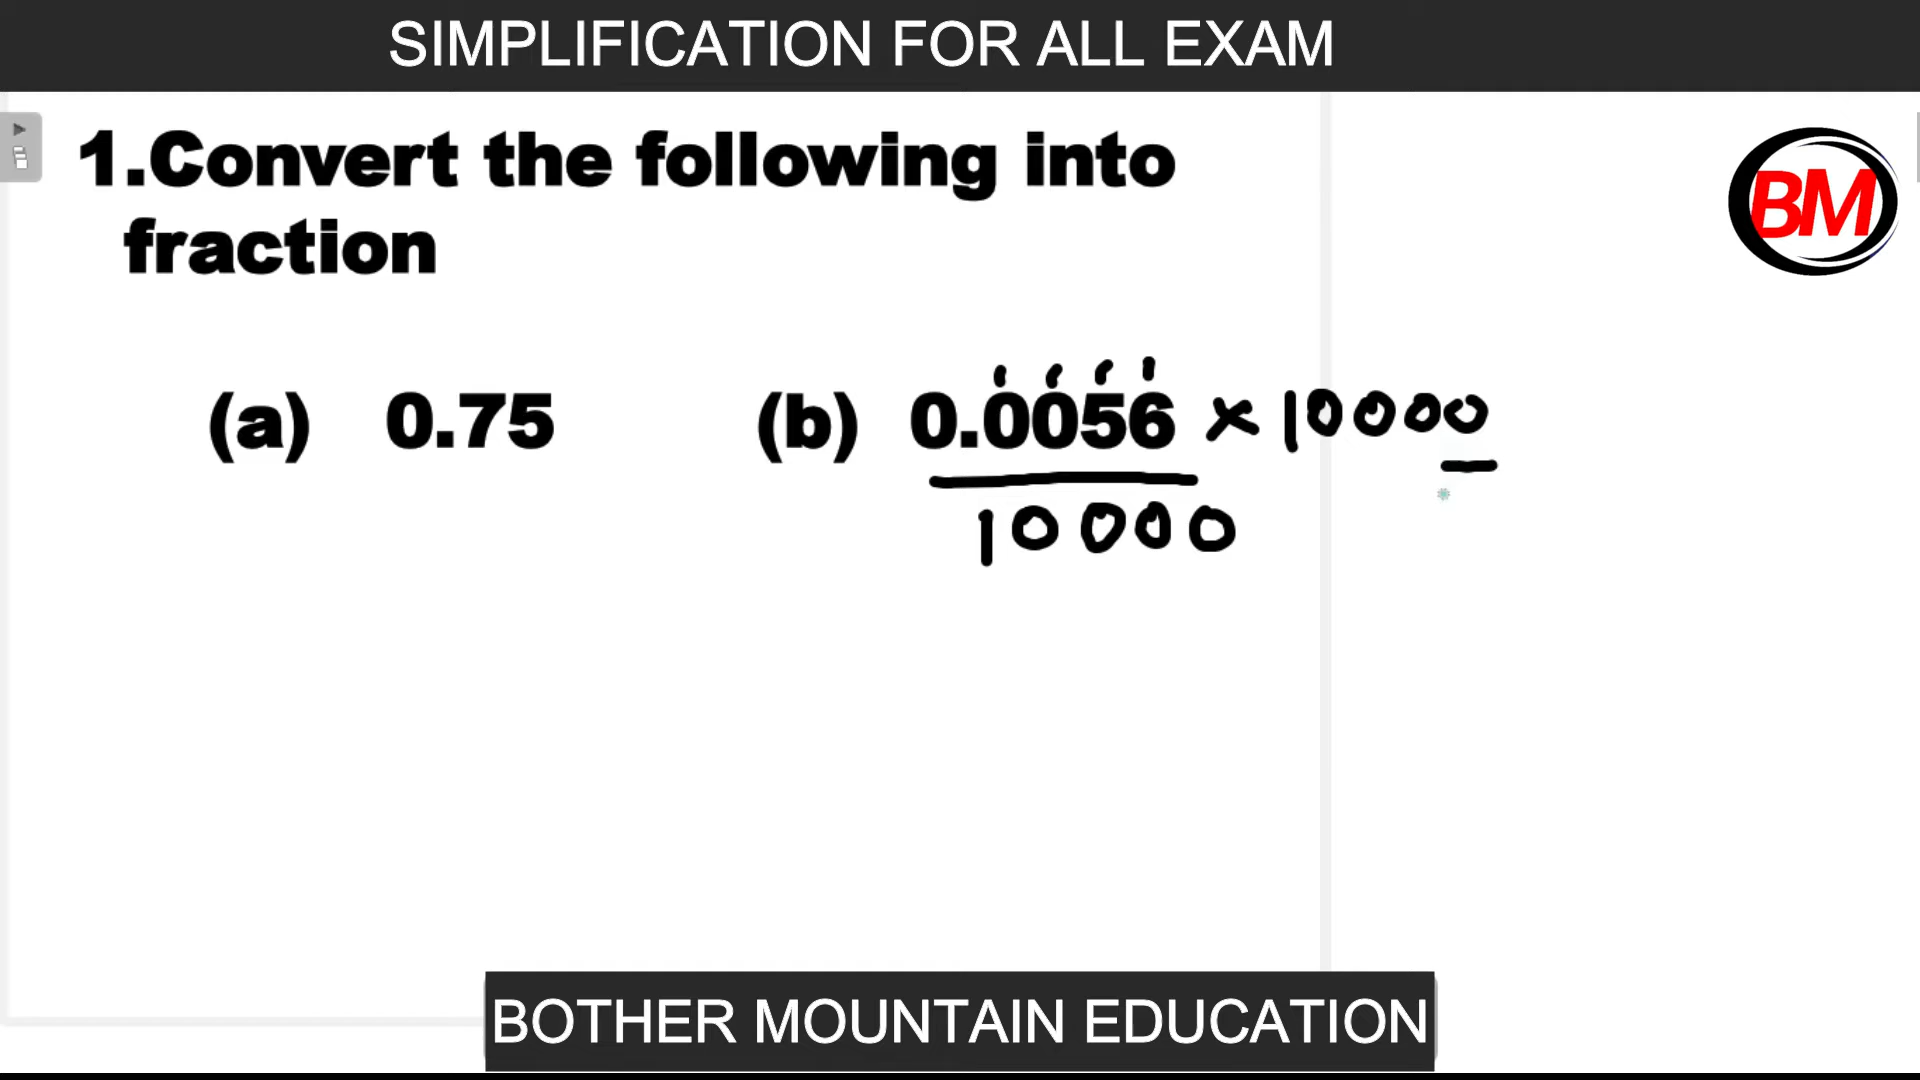 SIMPLIFICATION FOR ALL EXAM
1.Convert the following into
fraction
BM
(a) 0.75 (b) 0.0056 × 10000
10000
BOTHER MOUNTAIN EDUCATION